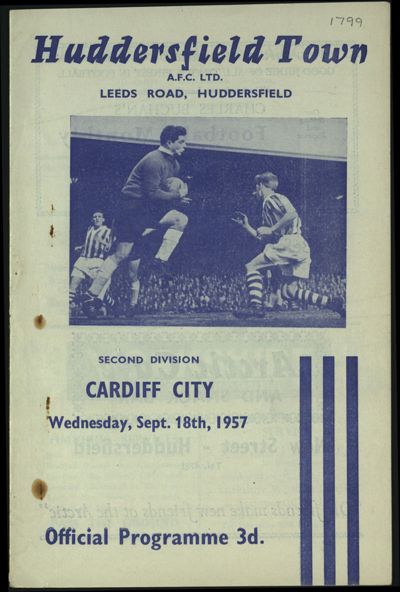 1799
Huddersfield Town
A.F.C. LTD.
LEEDS ROAD, HUDDERSFIELD
SECOND DIVISION
CARDIFF CITY
Wednesday, Sept. 18th, 1957
Official Programme 3d.